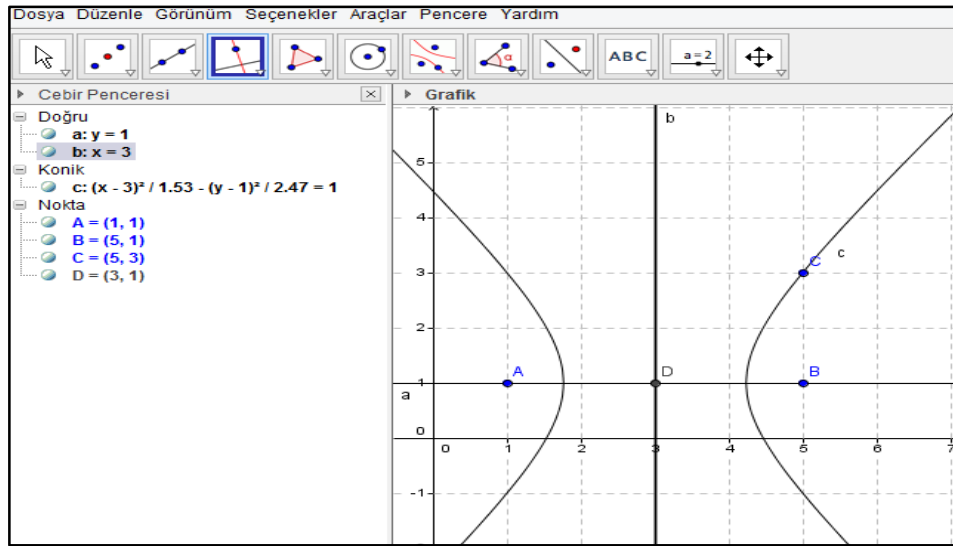 Dosya Düzenle Görünüm Seçenekler Araçlar Pencere Yardım
ABC
a=2
α
Cebir Penceresi
Doğru
a: y = 1
b: x = 3
Konik
c: (x - 3)² / 1.53 - (y - 1)² / 2.47 = 1
Nokta
A = (1, 1)
B = (5, 1)
C = (5, 3)
D = (3, 1)
Grafik
b
5
4
C
c
3
2
A
D
B
1
a
0
0 1 2 3 4 5 6 7
-1